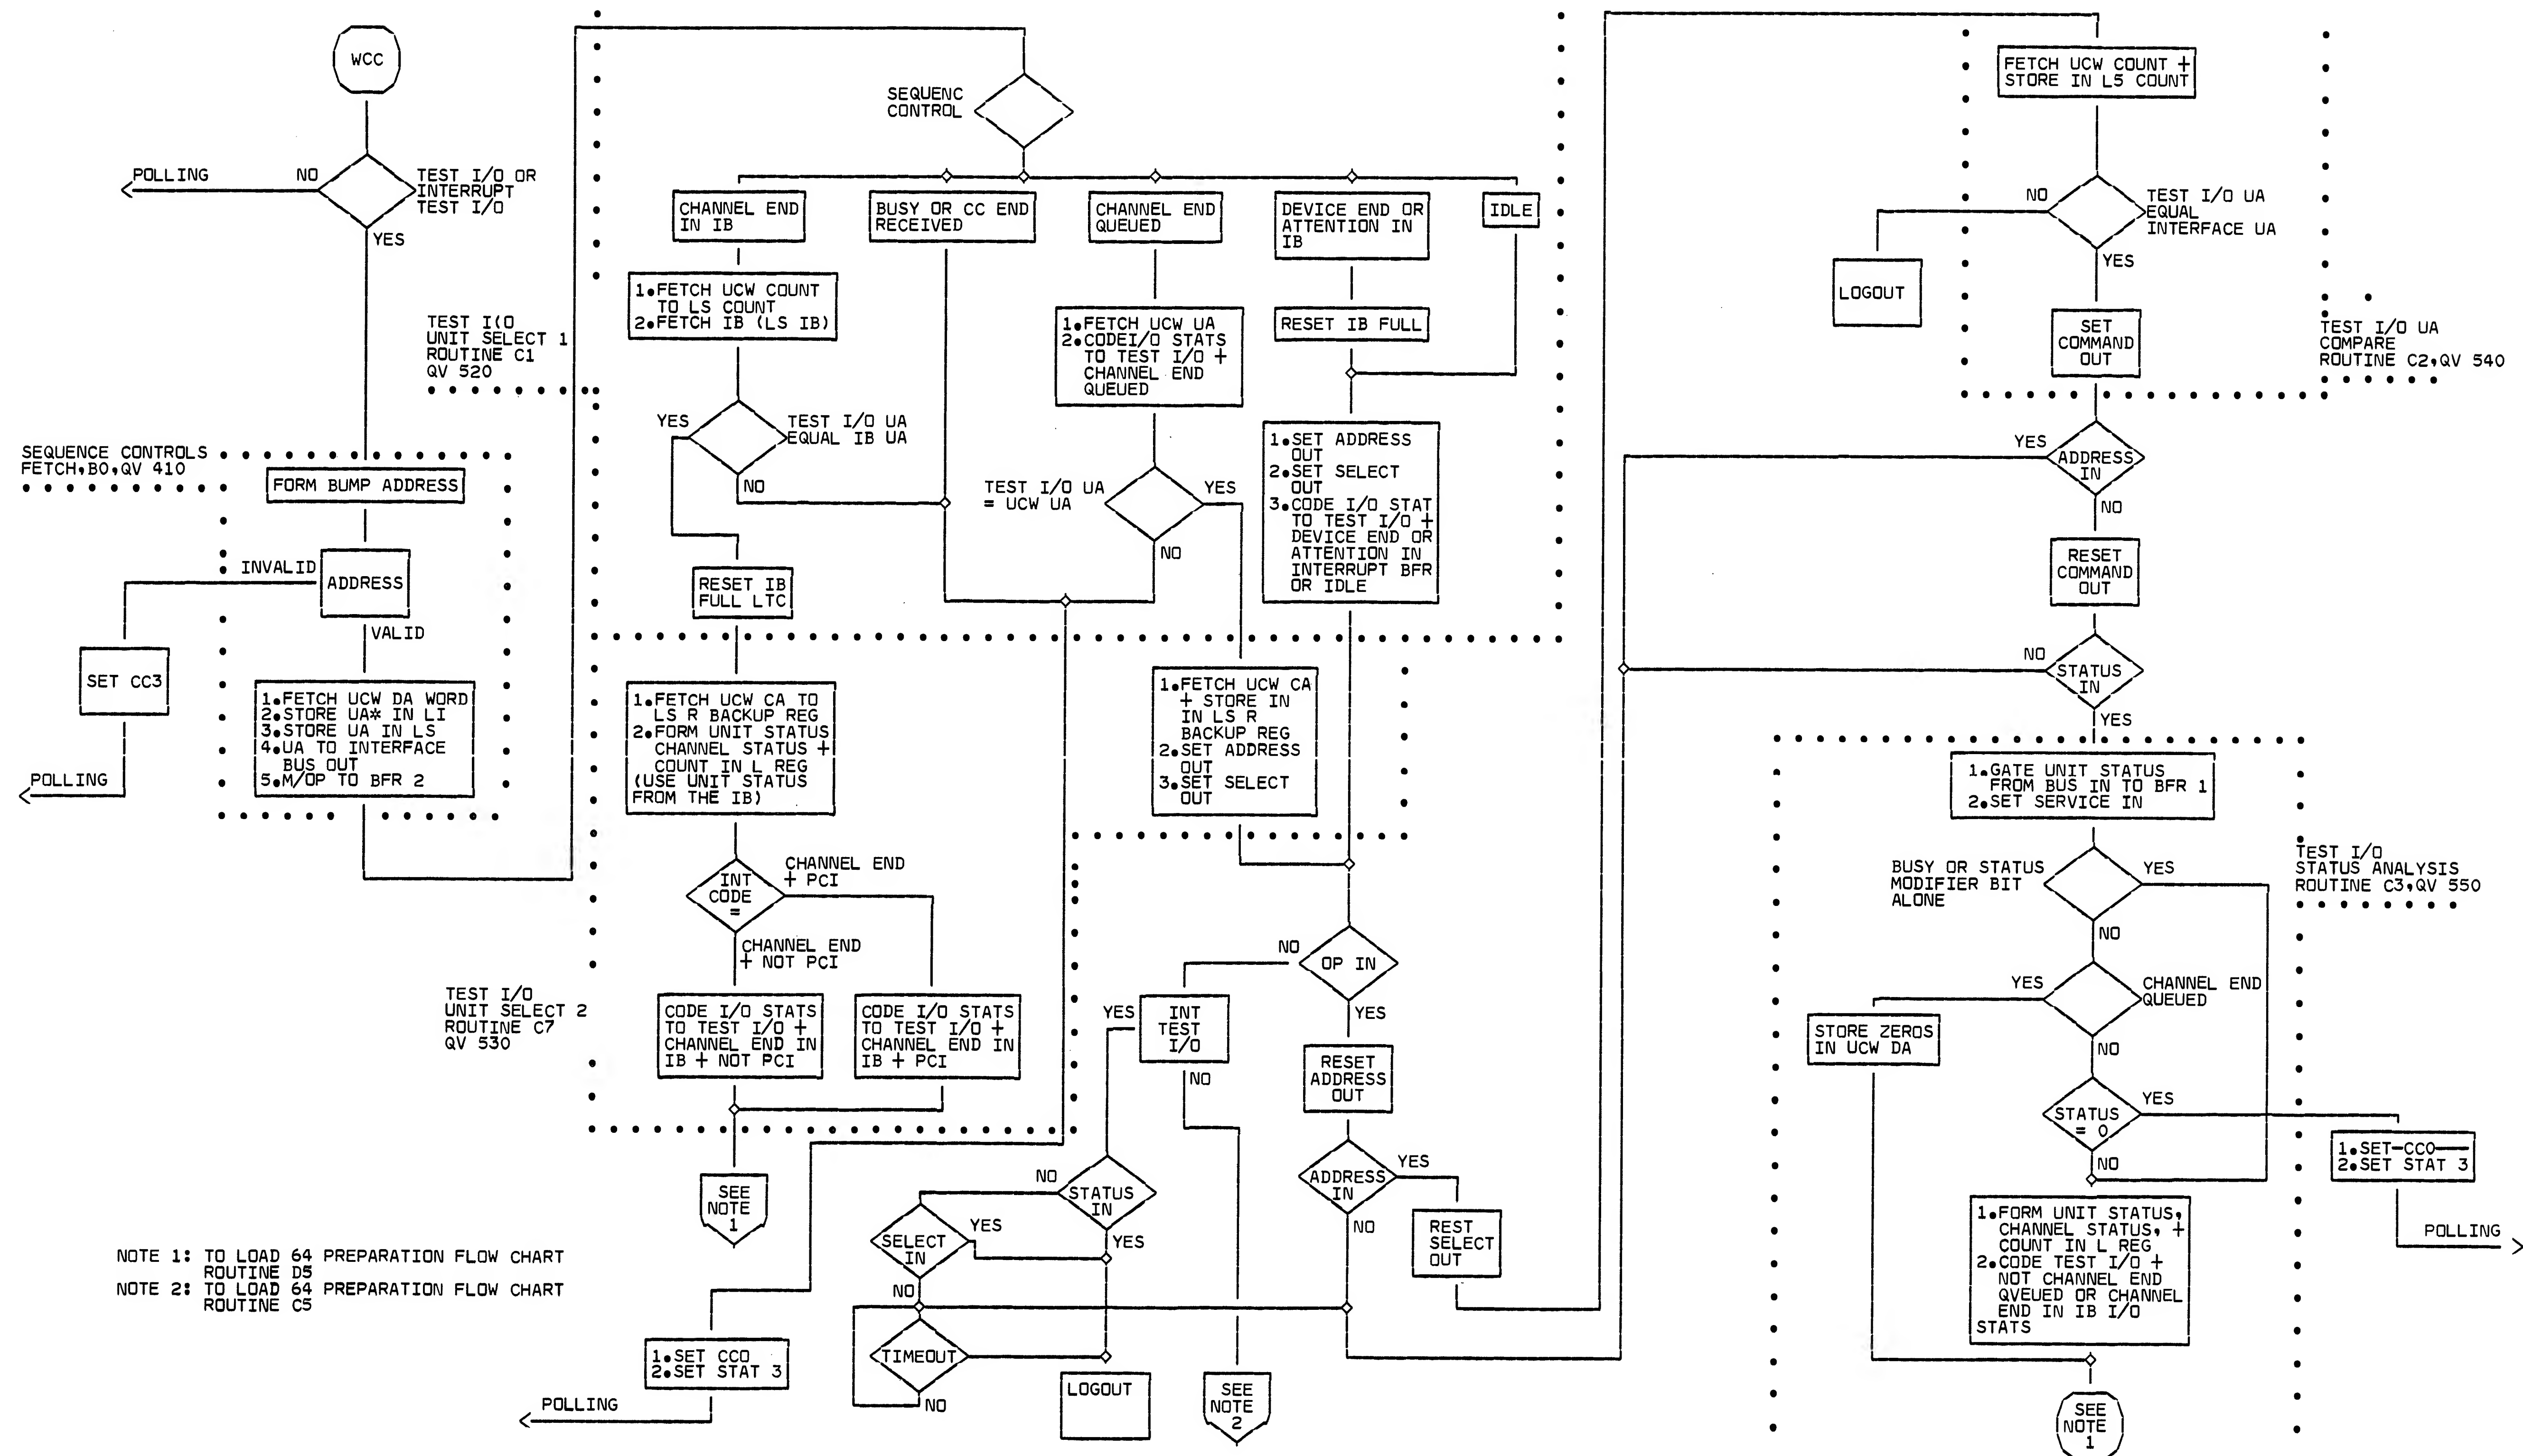 WCC
POLLING
NO
TEST I/O OR
INTERRUPT
TEST I/O
YES
TEST I(O
UNIT SELECT 1
ROUTINE C1
QV 520
SEQUENCE CONTROLS
FETCH,BO,QV 410
FORM BUMP ADDRESS
INVALID
ADDRESS
VALID
SET CC3
POLLING
1.FETCH UCW DA WORD
2.STORE UA* IN LI
3.STORE UA IN LS
4.UA TO INTERFACE
BUS OUT
5.M/OP TO BFR 2
SEQUENC
CONTROL
CHANNEL END
IN IB
BUSY OR CC END
RECEIVED
CHANNEL END
QUEUED
DEVICE END OR
ATTENTION IN
IB
IDLE
1.FETCH UCW COUNT
TO LS COUNT
2.FETCH IB (LS IB)
1.FETCH UCW UA
2.CODEI/O STATS
TO TEST I/O +
CHANNEL END
QUEUED
RESET IB FULL
YES
TEST I/O UA
EQUAL IB UA
NO
RESET IB
FULL LTC
TEST I/O UA
= UCW UA
YES
NO
1.SET ADDRESS
OUT
2.SET SELECT
OUT
3.CODE I/O STAT
TO TEST I/O +
DEVICE END OR
ATTENTION IN
INTERRUPT BFR
OR IDLE
1.FETCH UCW CA TO
LS R BACKUP REG
2.FORM UNIT STATUS
CHANNEL STATUS +
COUNT IN L REG
(USE UNIT STATUS
FROM THE IB)
1.FETCH UCW CA
+ STORE IN
IN LS R
BACKUP REG
2.SET ADDRESS
OUT
3.SET SELECT
OUT
INT
CODE
=
CHANNEL END
+ PCI
CHANNEL END
+ NOT PCI
TEST I/O
UNIT SELECT 2
ROUTINE C7
QV 530
CODE I/O STATS
TO TEST I/O +
CHANNEL END IN
IB + NOT PCI
CODE I/O STATS
TO TEST I/O +
CHANNEL END IN
IB + PCI
SEE
NOTE
1
NO
OP IN
YES
YES
INT
TEST
I/O
NO
RESET
ADDRESS
OUT
ADDRESS
IN
YES
NO
REST
SELECT
OUT
NO
STATUS
IN
YES
SELECT
IN
YES
NO
TIMEOUT
NO
LOGOUT
SEE
NOTE
2
1.SET CCO
2.SET STAT 3
POLLING
NOTE 1: TO LOAD 64 PREPARATION FLOW CHART
ROUTINE D5
NOTE 2: TO LOAD 64 PREPARATION FLOW CHART
ROUTINE C5
FETCH UCW COUNT +
STORE IN L5 COUNT
NO
TEST I/O UA
EQUAL
INTERFACE UA
YES
LOGOUT
SET
COMMAND
OUT
TEST I/O UA
COMPARE
ROUTINE C2,QV 540
YES
ADDRESS
IN
NO
RESET
COMMAND
OUT
NO
STATUS
IN
YES
1.GATE UNIT STATUS
FROM BUS IN TO BFR 1
2.SET SERVICE IN
BUSY OR STATUS
MODIFIER BIT
ALONE
YES
NO
TEST I/O
STATUS ANALYSIS
ROUTINE C3,QV 550
YES
CHANNEL END
QUEUED
NO
STORE ZEROS
IN UCW DA
STATUS
= 0
YES
NO
1.SET-CCO
2.SET STAT 3
POLLING
1.FORM UNIT STATUS,
CHANNEL STATUS, +
COUNT IN L REG
2.CODE TEST I/O +
NOT CHANNEL END
QVEUED OR CHANNEL
END IN IB I/O
STATS
SEE
NOTE
1